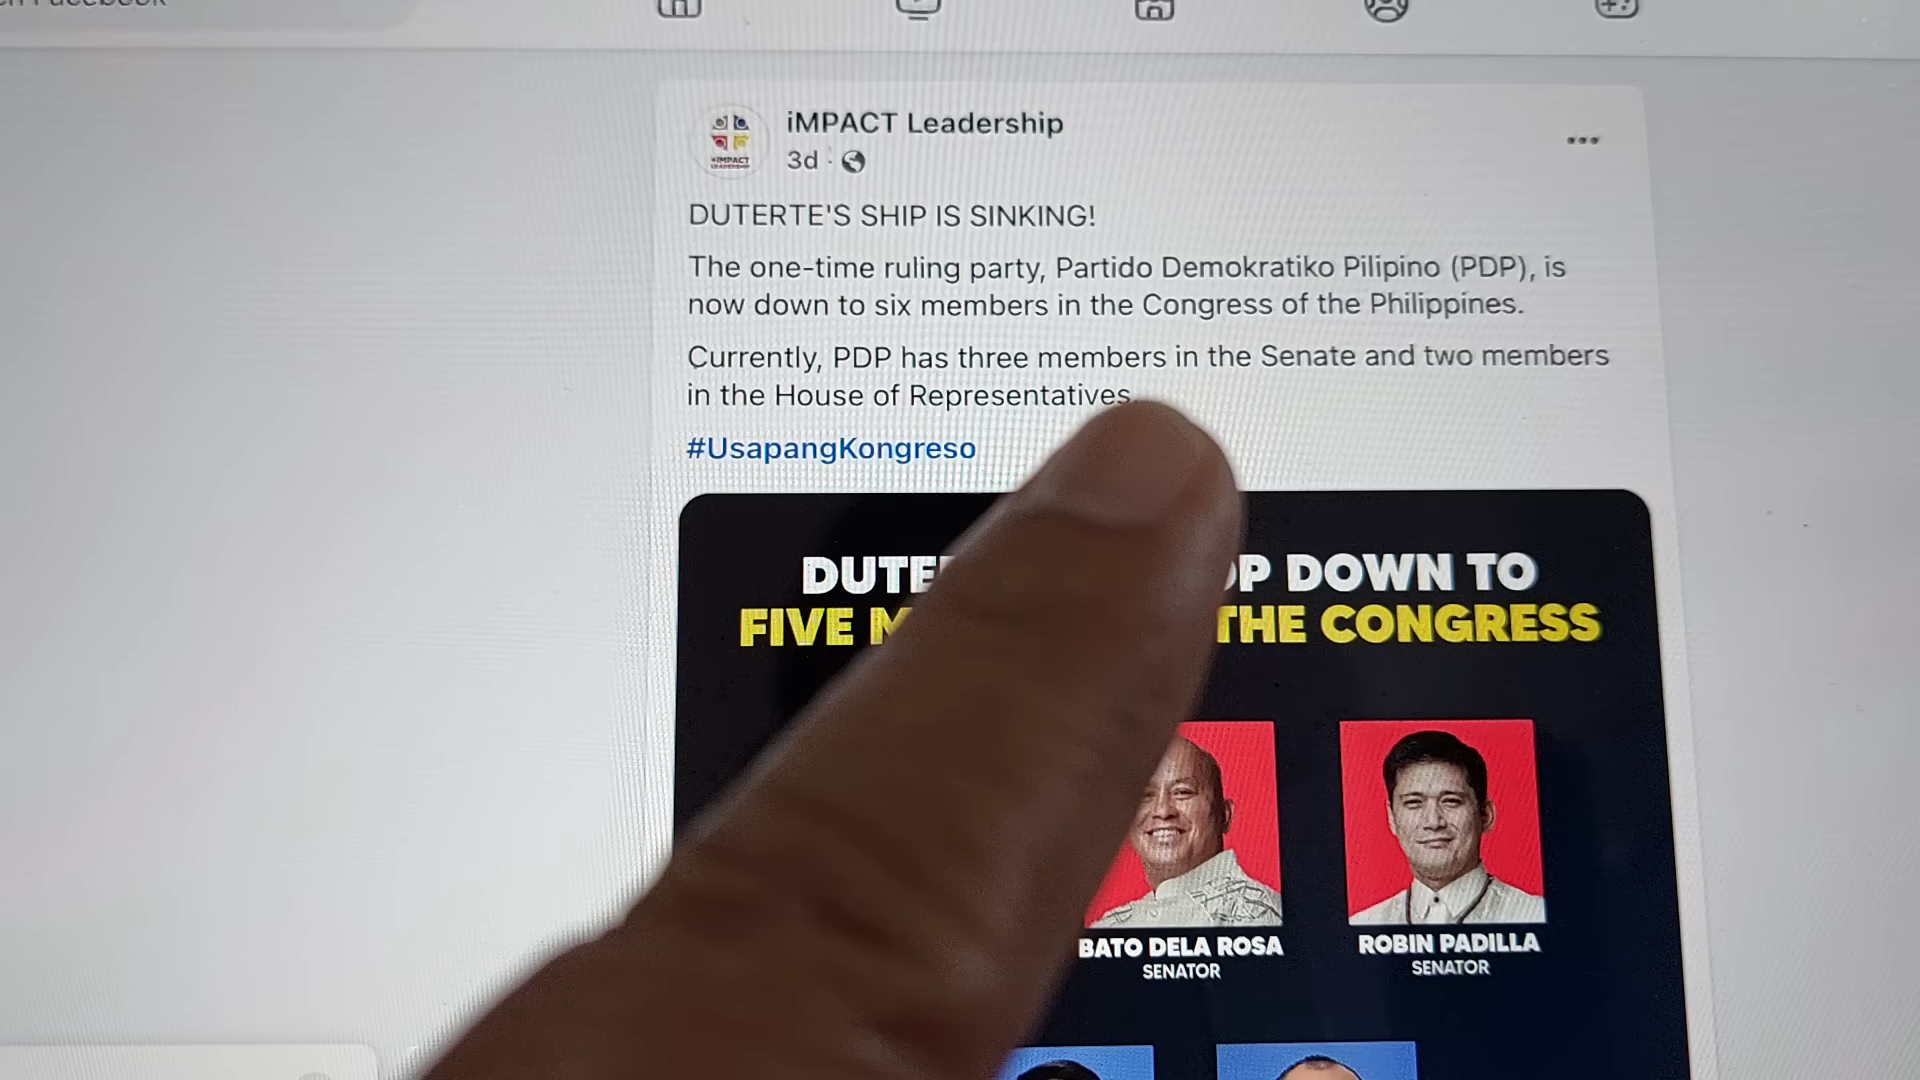 iMPACT Leadership
3d ·
DUTERTE'S SHIP IS SINKING!
The one-time ruling party, Partido Demokratiko Pilipino (PDP), is
now down to six members in the Congress of the Philippines.
Currently, PDP has three members in the Senate and two members
in the House of Representatives.
#UsapangKongreso
DOWN TO
FIVE THE CONGRESS
BATO DELA ROSA
SENATOR
ROBIN PADILLA
SENATOR